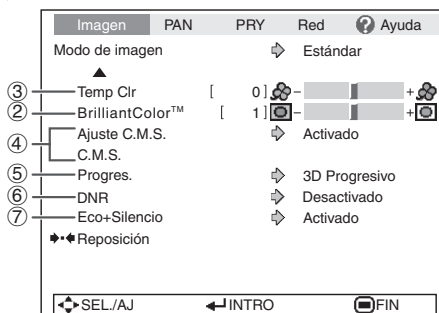 Imagen PAN PRY Red ? Ayuda
Modo de imagen Estándar
③ Temp Clr [ 0 ] - +
② BrilliantColor™ [ 1 ] - +
④ Ajuste C.M.S. Activado
C.M.S.
⑤ Progres. 3D Progresivo
⑥ DNR Desactivado
⑦ Eco+Silencio Activado
Reposición
SEL./AJ INTRO FIN